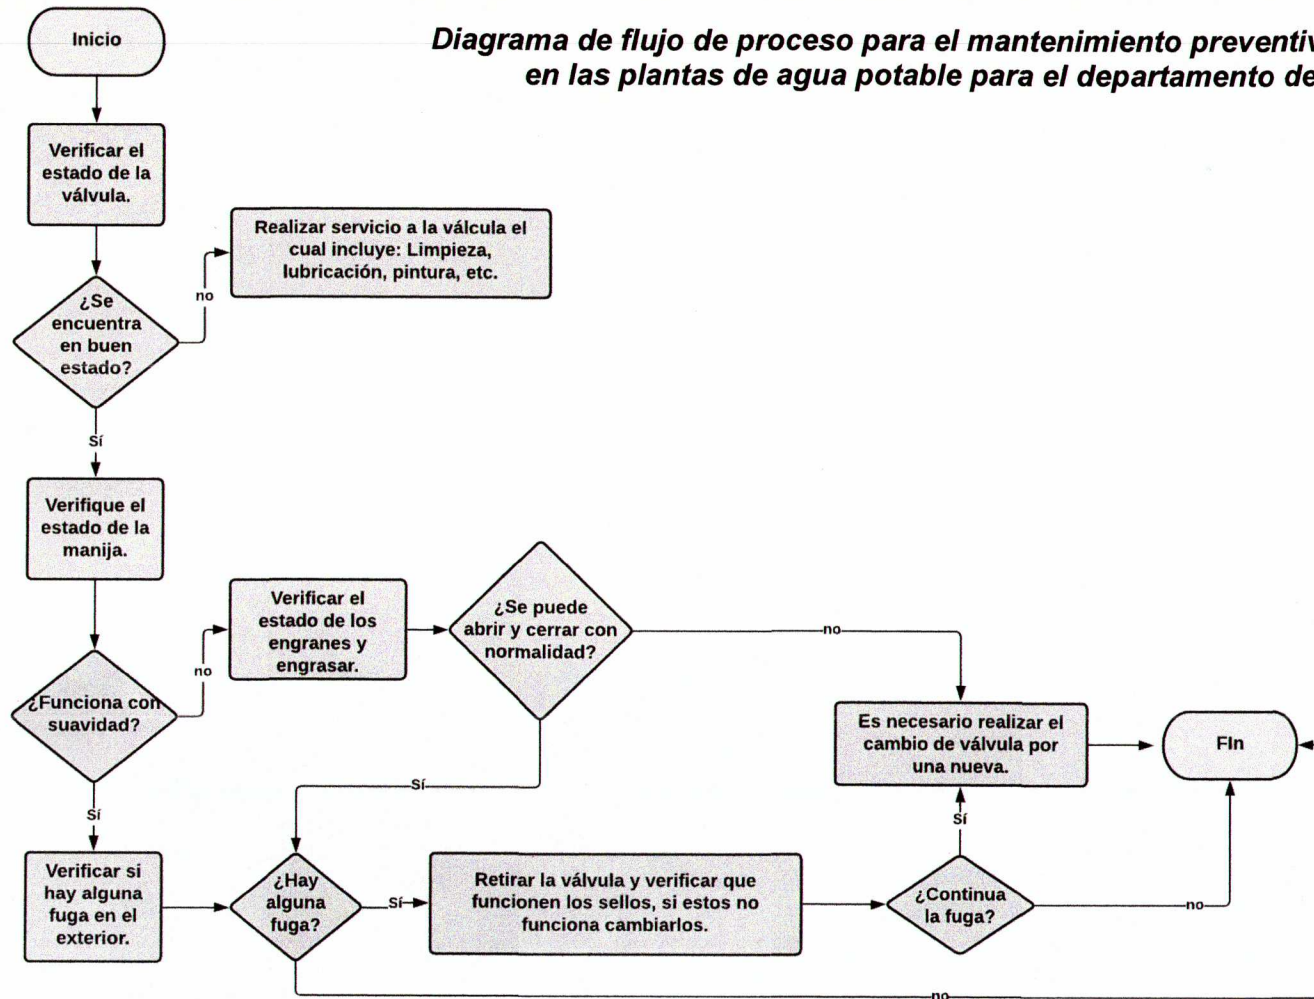 Inicio
Diagrama de flujo de proceso para el mantenimiento preventiv
en las plantas de agua potable para el departamento de
Verificar el
estado de la
válvula.
Realizar servicio a la válcula el
cual incluye: Limpieza,
lubricación, pintura, etc.
no
¿Se
encuentra
en buen
estado?
Sí
Verifique el
estado de la
manija.
Verificar el
estado de los
engranes y
engrasar.
¿Se puede
abrir y cerrar con
normalidad?
no
no
¿Funciona con
suavidad?
Es necesario realizar el
cambio de válvula por
una nueva.
FIn
Sí
Sí
Sí
Verificar si
hay alguna
fuga en el
exterior.
¿Hay
alguna
fuga?
Sí
Retirar la válvula y verificar que
funcionen los sellos, si estos no
funciona cambiarlos.
¿Continua
la fuga?
no
no